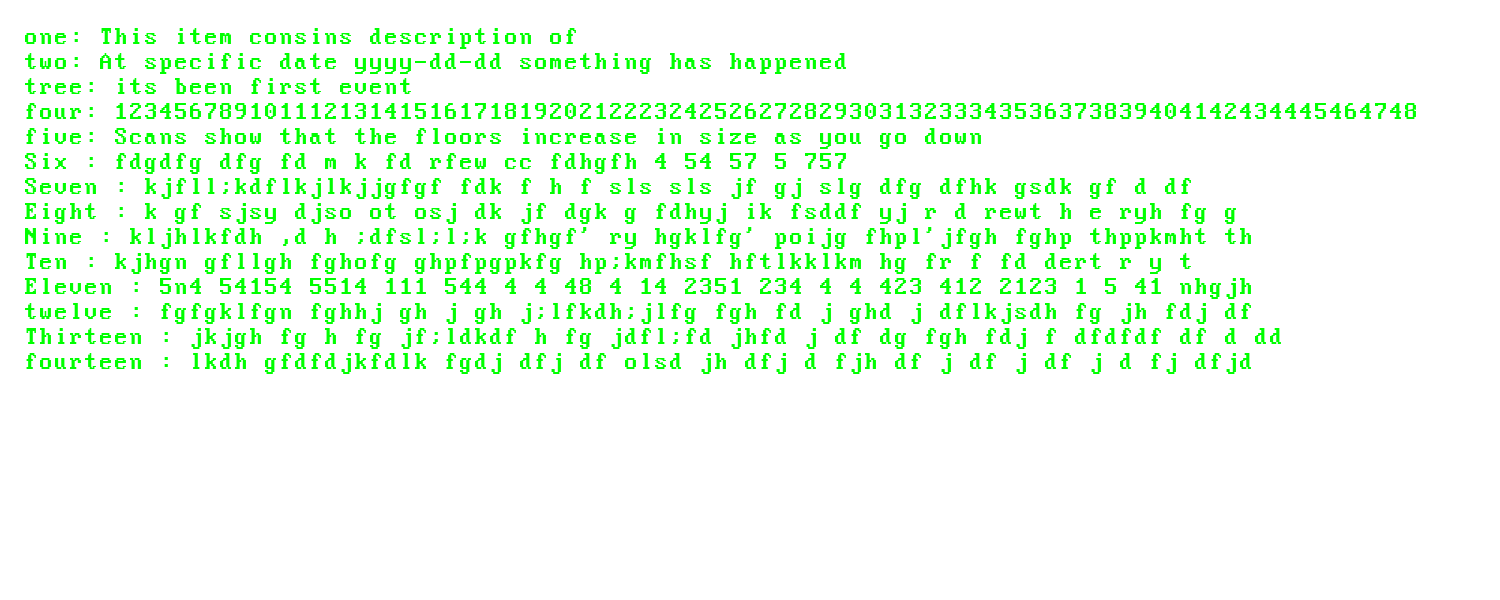 one: This item consins description of
two: At specific date yyyy-dd-dd something has happened
tree: its been first event
four: 123456789101112131415161718192021222324252627282930313233343536373839404142434445464748
five: Scans show that the floors increase in size as you go down
Six : fdgdfg dfg fd m k fd rfew cc fdhgfh 4 54 57 5 757
Seven : kjfll;kdflkjlkjjgfgf fdk f h f sls sls jf gj slg dfg dfhk gsdk gf d df
Eight : k gf sjsy djso ot osj dk jf dgk g fdhyj ik fsddf yj r d rewt h e ryh fg g
Nine : kljhlkfdh ,d h ;dfsl;l;k gfhgf' ry hgklfg' poijg fhpl'jfgh fghp thppkmht th
Ten : kjhgn gfllgh fghofg ghpfpgpkfg hp;kmfhsf hftlkklkm hg fr f fd dert r y t
Eleven : 5n4 54154 5514 111 544 4 4 48 4 14 2351 234 4 4 423 412 2123 1 5 41 nhgjh
twelve : fgfgklfgn fghhj gh j gh j;lfkdh;jlfg fgh fd j ghd j dflkjsdh fg jh fdj df
Thirteen : jkjgh fg h fg jf;ldkdf h fg jdfl;fd jhfd j df dg fgh fdj f dfdfdf df d dd
fourteen : lkdh gfdfdjkfdlk fgdj dfj df olsd jh dfj d fjh df j df j df j d fj dfjd